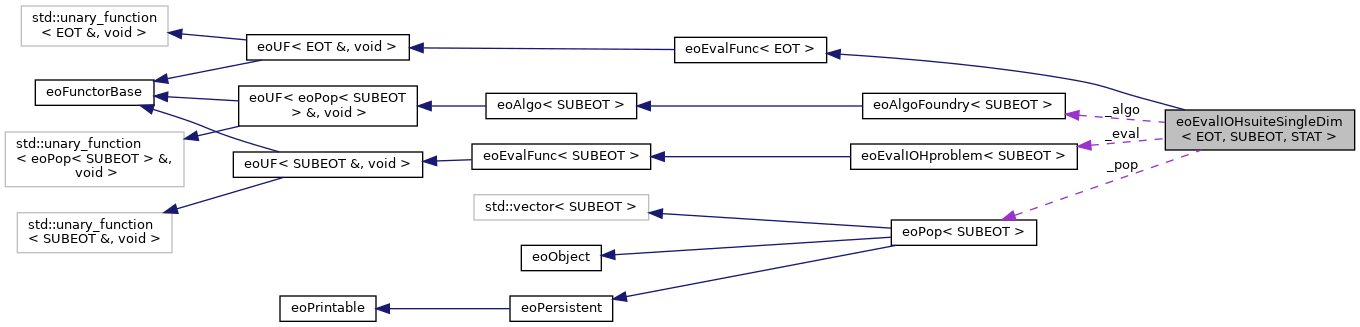 std::unary_function
< EOT &, void >
eoUF< EOT &, void >
eoEvalFunc< EOT >
eoFunctorBase
eoUF< eoPop< SUBEOT
> &, void >
eoAlgo< SUBEOT >
eoAlgoFoundry< SUBEOT >
_algo
eoEvalIOHsuiteSingleDim
< EOT, SUBEOT, STAT >
std::unary_function
< eoPop< SUBEOT > &,
void >
eoUF< SUBEOT &, void >
eoEvalFunc< SUBEOT >
eoEvalIOHproblem< SUBEOT >
_eval
_pop
std::unary_function
< SUBEOT &, void >
std::vector< SUBEOT >
eoPop< SUBEOT >
eoObject
eoPrintable
eoPersistent